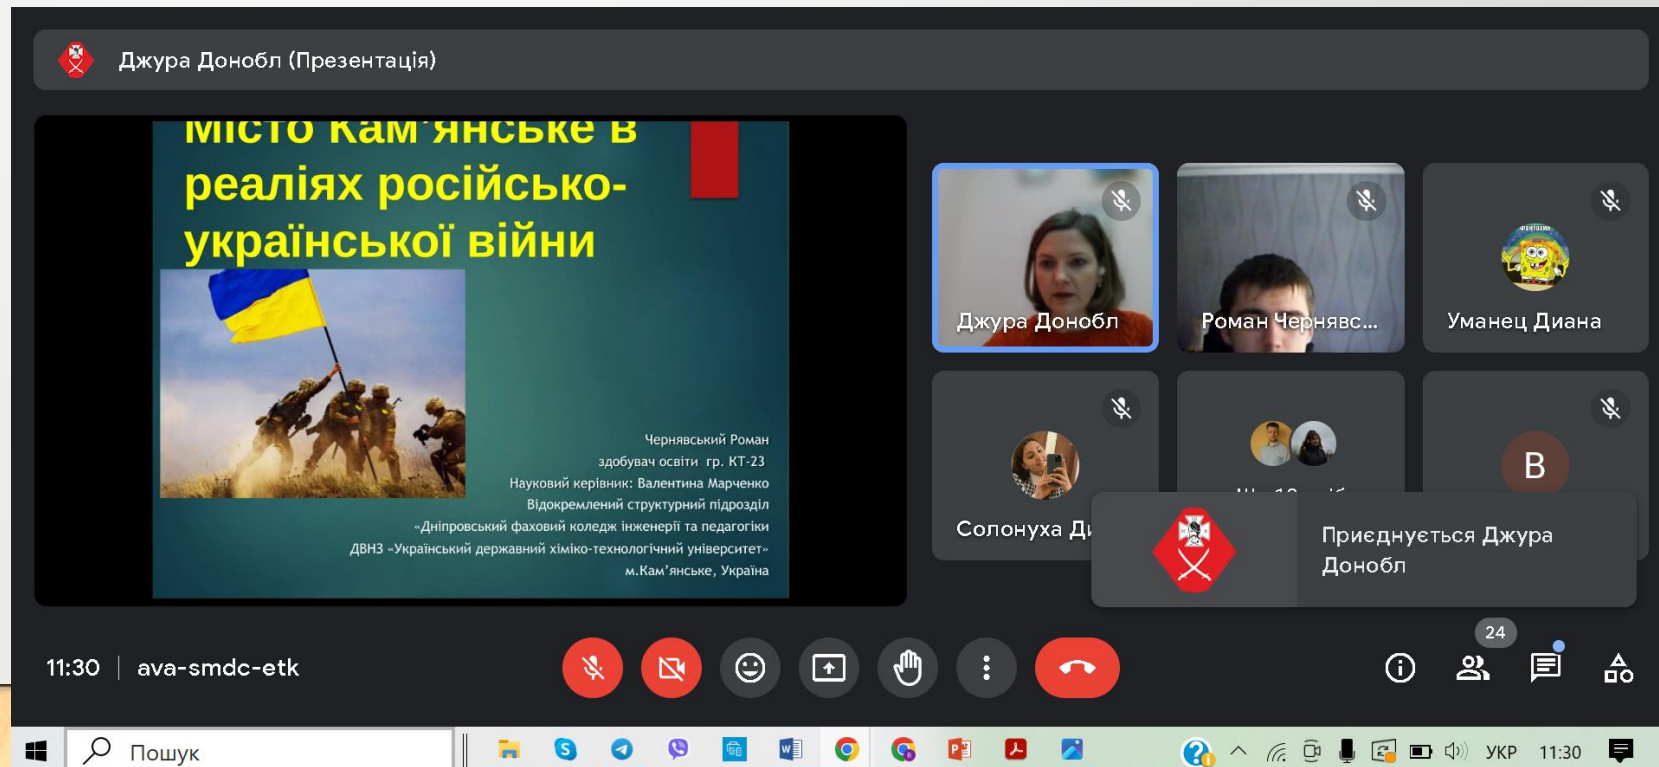 Джура Донобл (Презентація)
Місто Кам’янське в
реаліях російсько-
української війни
Чернявський Роман
здобувач освіти гр. КТ-23
Науковий керівник: Валентина Марченко
Відокремлений структурний підрозділ
«Дніпровський фаховий коледж інженерії та педагогіки
ДВНЗ «Український державний хіміко-технологічний університет»
м.Кам’янське, Україна
Джура Донобл
Роман Чернявс...
Уманец Диана
Солонуха Ди
В
Приєднується Джура
Донобл
11:30 | ava-smdc-etk
24
Пошук
УКР 11:30